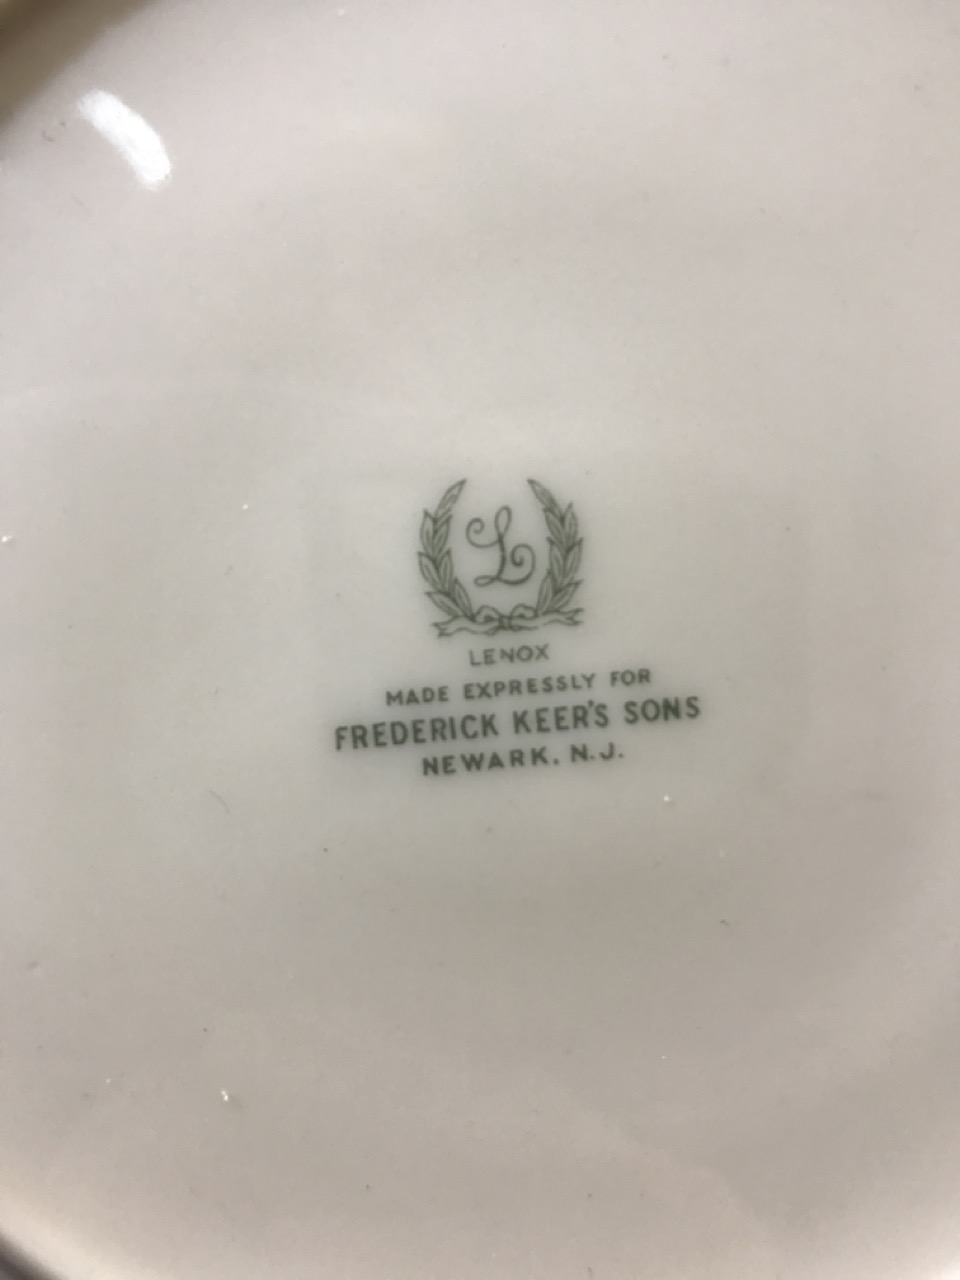 L
LENOX
MADE EXPRESSLY FOR
FREDERICK KEER'S SONS
NEWARK, N.J.